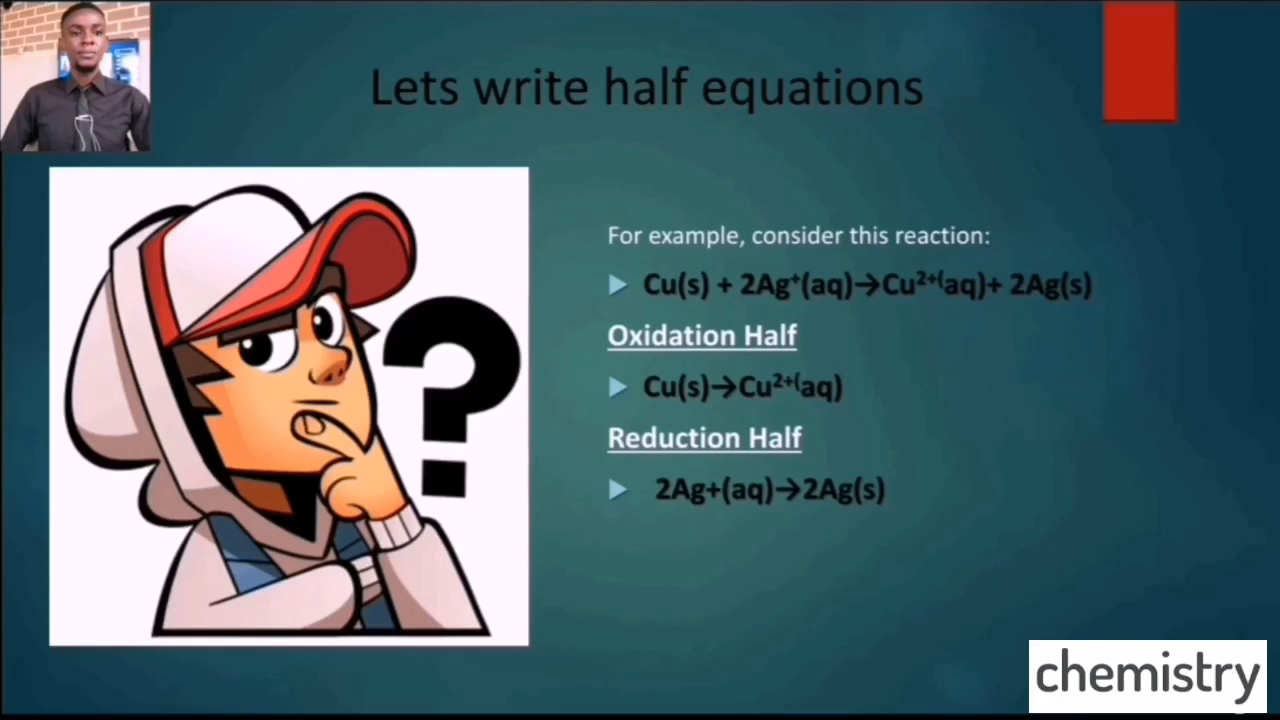 Lets write half equations
For example, consider this reaction:
Cu(s) + 2Ag⁺(aq)→Cu²⁺⁽aq)+ 2Ag(s)
Oxidation Half
Cu(s)→Cu²⁺⁽aq)
Reduction Half
2Ag+(aq)→2Ag(s)
?
chemistry